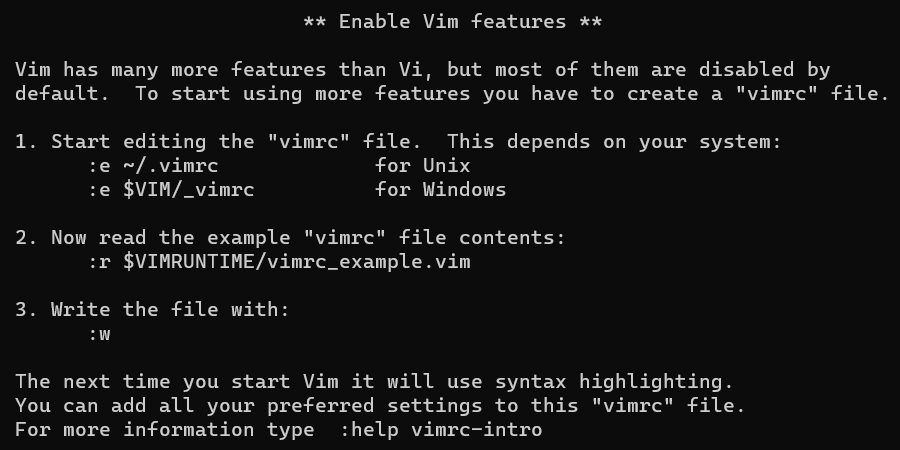 ** Enable Vim features **
Vim has many more features than Vi, but most of them are disabled by
default.  To start using more features you have to create a "vimrc" file.
1. Start editing the "vimrc" file.  This depends on your system:
:e ~/.vimrc             for Unix
:e $VIM/_vimrc          for Windows
2. Now read the example "vimrc" file contents:
:r $VIMRUNTIME/vimrc_example.vim
3. Write the file with:
:w
The next time you start Vim it will use syntax highlighting.
You can add all your preferred settings to this "vimrc" file.
For more information type  :help vimrc-intro